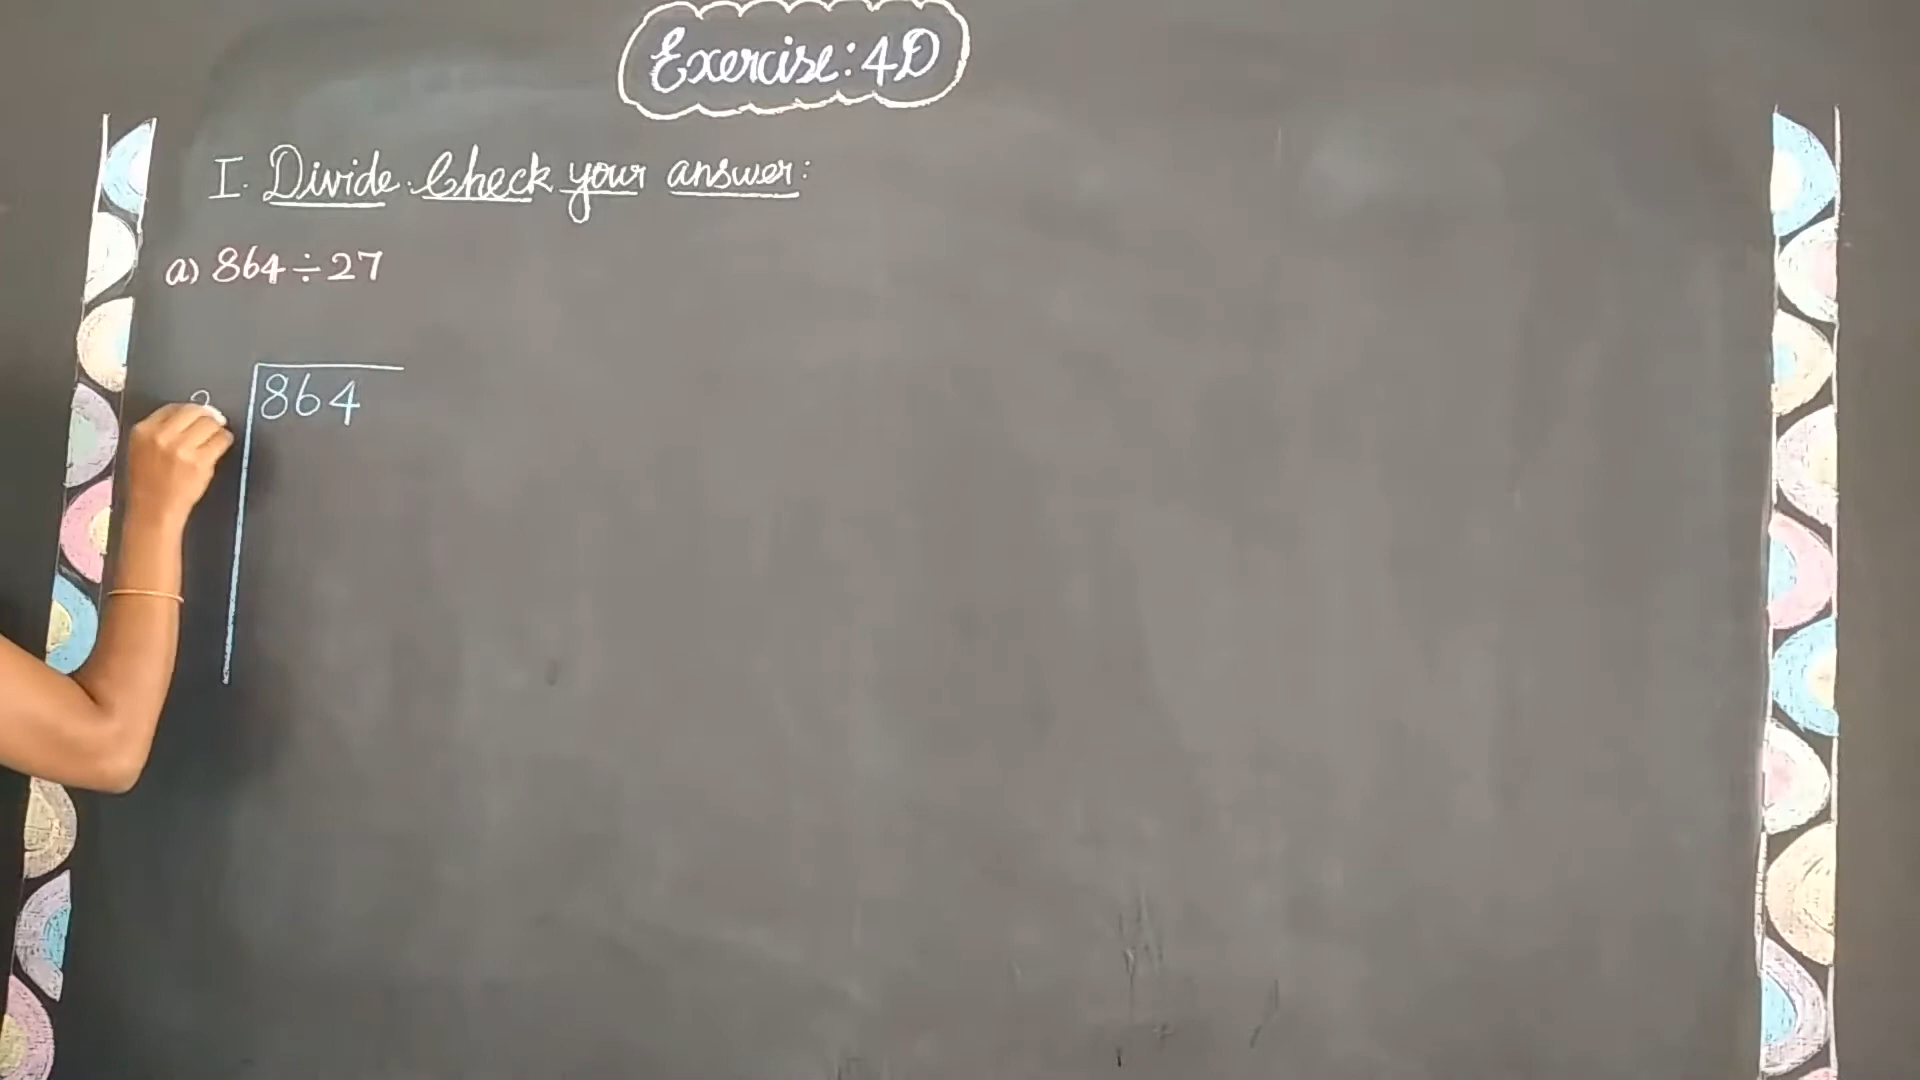 Exercise: 4D
I. Divide. Check your answer:
a) 864 ÷ 27
864